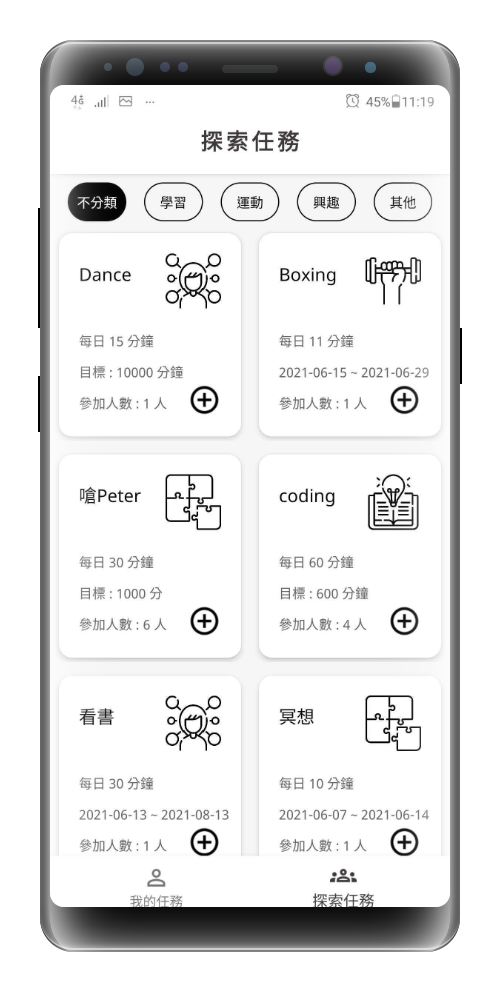 4G 45% 11:19
探索任務
不分類 學習 運動 興趣 其他
Dance
每日 15 分鐘
目標 : 10000 分鐘
參加人數 : 1 人
Boxing
每日 11 分鐘
2021-06-15 ~ 2021-06-29
參加人數 : 1 人
嗆Peter
每日 30 分鐘
目標 : 1000 分
參加人數 : 6 人
coding
每日 60 分鐘
目標 : 600 分鐘
參加人數 : 4 人
看書
每日 30 分鐘
2021-06-13 ~ 2021-08-13
參加人數 : 1 人
冥想
每日 10 分鐘
2021-06-07 ~ 2021-06-14
參加人數 : 1 人
我的任務 探索任務